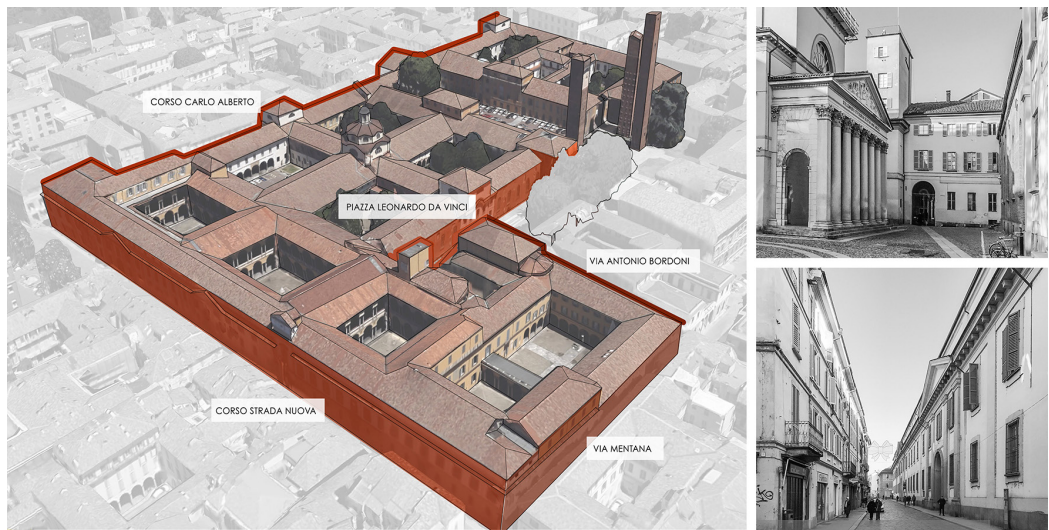 CORSO CARLO ALBERTO
PIAZZA LEONARDO DA VINCI
VIA ANTONIO BORDONI
CORSO STRADA NUOVA
VIA MENTANA